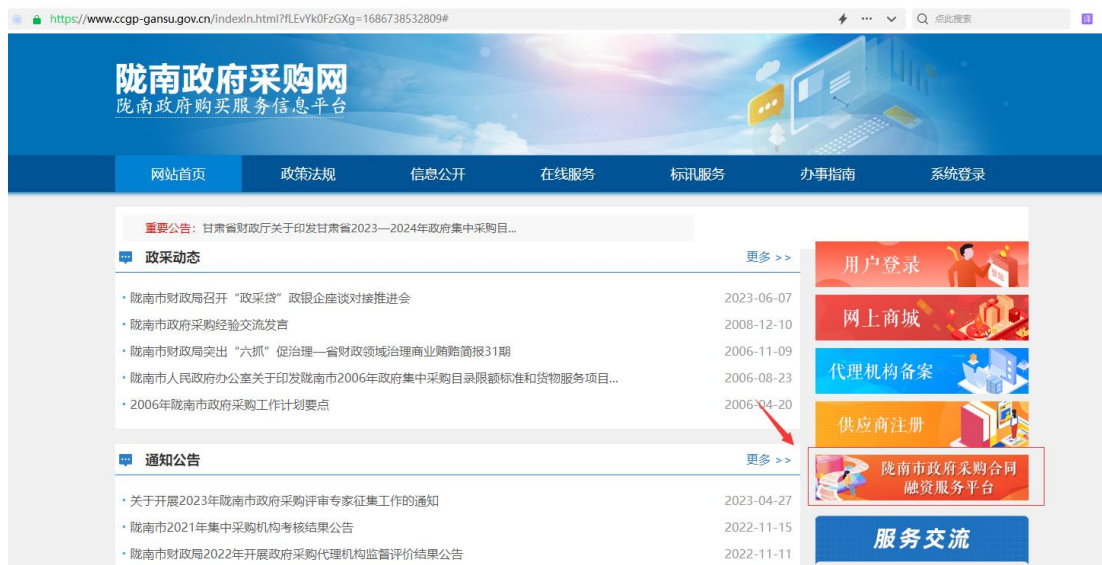 https://www.ccgp-gansu.gov.cn/indexln.html?fLEvYk0FzGXg=1686738532809#
点此搜索
译
陇南政府采购网
陇南政府购买服务信息平台
网站首页 政策法规 信息公开 在线服务 标讯服务 办事指南 系统登录
重要公告：甘肃省财政厅关于印发甘肃省2023—2024年政府集中采购目...
政采动态 更多 >>
陇南市财政局召开“政采贷”政银企座谈对接推进会 2023-06-07
陇南市政府采购经验交流发言 2008-12-10
陇南市财政局突出“六抓”促治理—省财政领域治理商业贿赂简报31期 2006-11-09
陇南市人民政府办公室关于印发陇南市2006年政府集中采购目录限额标准和货物服务项目... 2006-08-23
2006年陇南市政府采购工作计划要点 2006-04-20
通知公告 更多 >>
关于开展2023年陇南市政府采购评审专家征集工作的通知 2023-04-27
陇南市2021年集中采购机构考核结果公告 2022-11-15
陇南市财政局2022年开展政府采购代理机构监督评价结果公告 2022-11-11
用户登录
网上商城
代理机构备案
供应商注册
陇南市政府采购合同
融资服务平台
服务交流